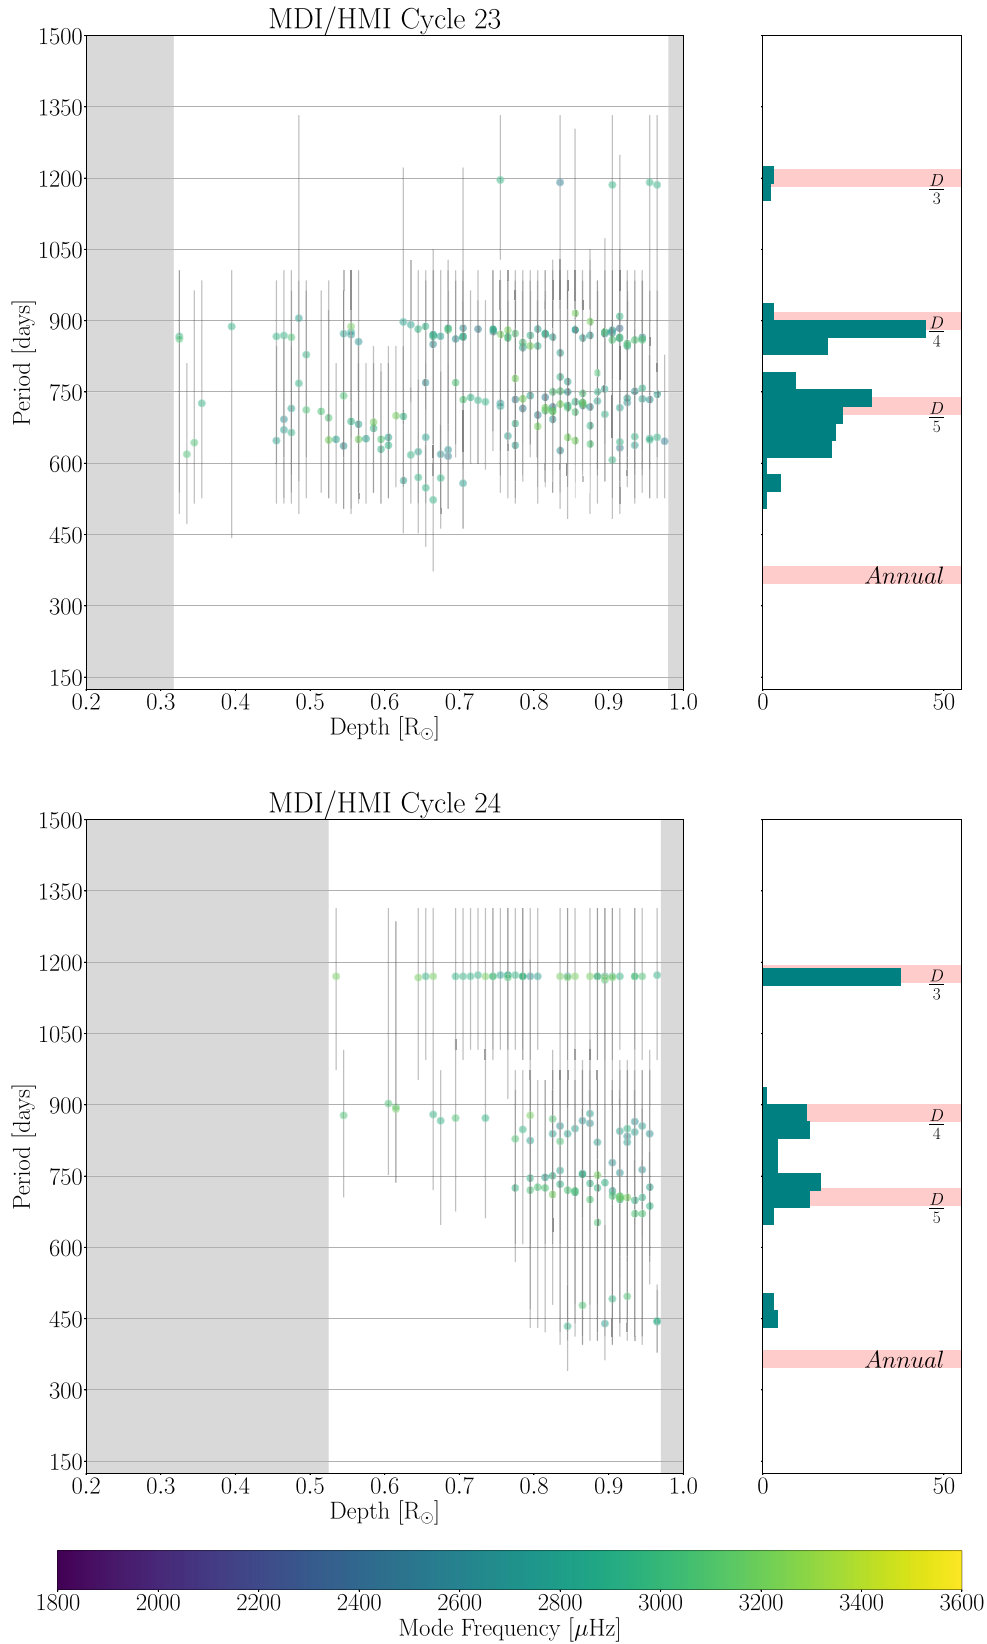 MDI/HMI Cycle 23
1500
1350
1200
1050
900
750
600
450
300
150
Period [days]
0.2 0.3 0.4 0.5 0.6 0.7 0.8 0.9 1.0
Depth [R⊙]
D/3
D/4
D/5
Annual
0 50
MDI/HMI Cycle 24
1500
1350
1200
1050
900
750
600
450
300
150
Period [days]
0.2 0.3 0.4 0.5 0.6 0.7 0.8 0.9 1.0
Depth [R⊙]
D/3
D/4
D/5
Annual
0 50
1800 2000 2200 2400 2600 2800 3000 3200 3400 3600
Mode Frequency [μHz]